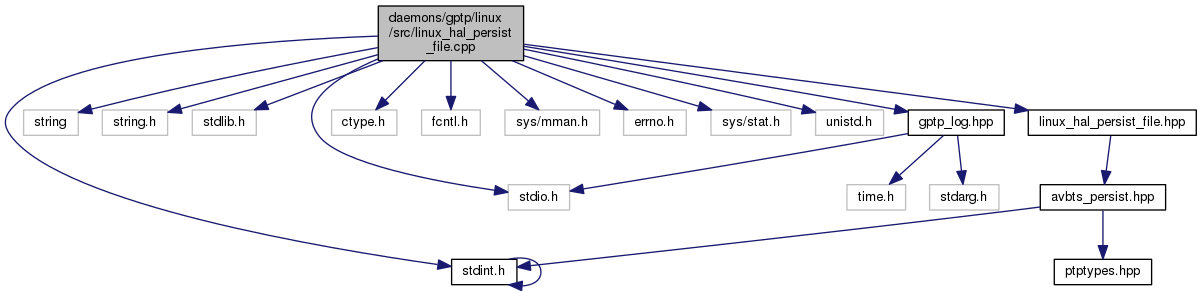 daemons/gptp/linux
/src/linux_hal_persist
_file.cpp
string
string.h
stdlib.h
ctype.h
fcntl.h
sys/mman.h
errno.h
sys/stat.h
unistd.h
gptp_log.hpp
linux_hal_persist_file.hpp
stdio.h
time.h
stdarg.h
avbts_persist.hpp
stdint.h
ptptypes.hpp